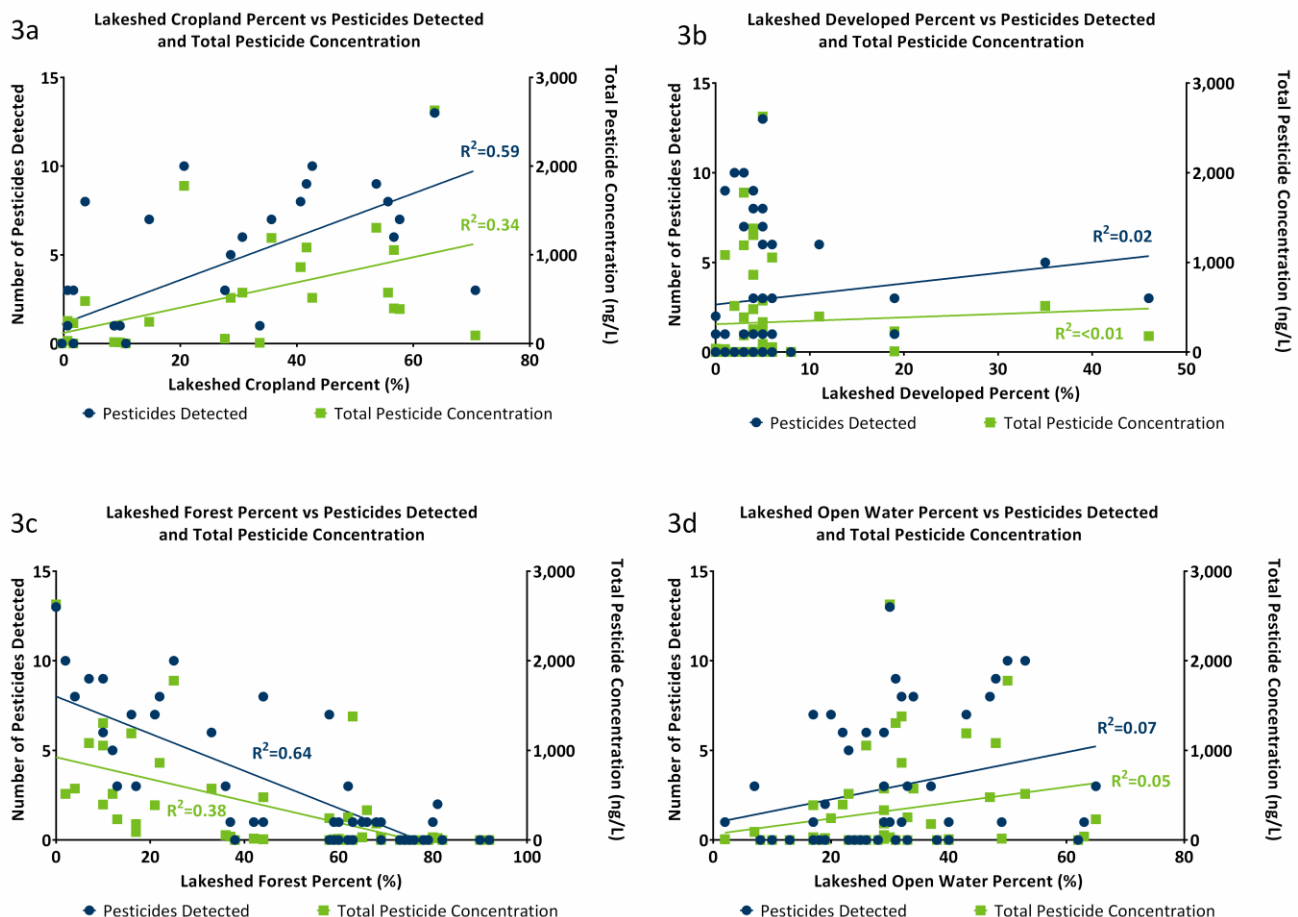 3a
Lakeshed Cropland Percent vs Pesticides Detected
and Total Pesticide Concentration
Number of Pesticides Detected
15
10
5
0
3,000
2,000
1,000
0
Total Pesticide Concentration (ng/L)
R²=0.59
R²=0.34
0 20 40 60 80
Lakeshed Cropland Percent (%)
Pesticides Detected Total Pesticide Concentration
3b
Lakeshed Developed Percent vs Pesticides Detected
and Total Pesticide Concentration
Number of Pesticides Detected
15
10
5
0
3,000
2,000
1,000
0
Total Pesticide Concentration (ng/L)
R²=0.02
R²=<0.01
0 10 20 30 40 50
Lakeshed Developed Percent (%)
Pesticides Detected Total Pesticide Concentration
3c
Lakeshed Forest Percent vs Pesticides Detected
and Total Pesticide Concentration
Number of Pesticides Detected
15
10
5
0
3,000
2,000
1,000
0
Total Pesticide Concentration (ng/L)
R²=0.64
R²=0.38
0 20 40 60 80 100
Lakeshed Forest Percent (%)
Pesticides Detected Total Pesticide Concentration
3d
Lakeshed Open Water Percent vs Pesticides Detected
and Total Pesticide Concentration
Number of Pesticides Detected
15
10
5
0
3,000
2,000
1,000
0
Total Pesticide Concentration (ng/L)
R²=0.07
R²=0.05
0 20 40 60 80
Lakeshed Open Water Percent (%)
Pesticides Detected Total Pesticide Concentration